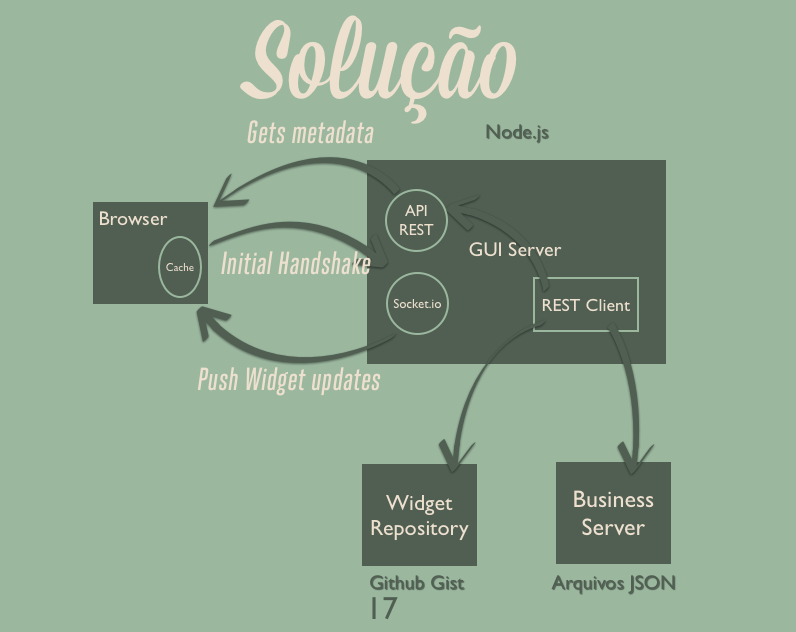 Solução
Gets metadata
Node.js
Browser
API
REST
GUI Server
Initial Handshake
Cache
Socket.io
REST Client
Push Widget updates
Widget
Repository
Business
Server
Github Gist
Arquivos JSON
17